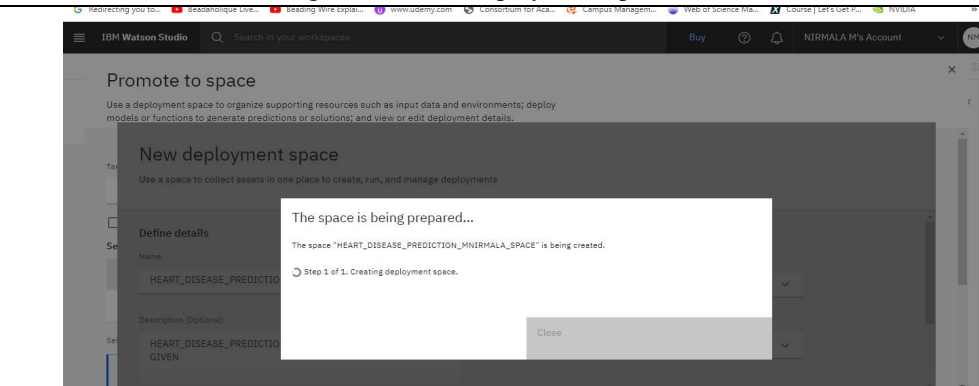 Redirecting you to...
Beadaholique Live...
Beading Wire Explai...
www.udemy.com
Consortium for Aca...
Campus Managem...
Web of Science Ma...
Course | Let's Get P...
NVIDIA
»
IBM Watson Studio
Search in your workspaces
Buy
NIRMALA M's Account
NM
Promote to space
Use a deployment space to organize supporting resources such as input data and environments; deploy
models or functions to generate predictions or solutions; and view or edit deployment details.
New deployment space
Use a space to collect assets in one place to create, run, and manage deployments
Define details
Name
HEART_DISEASE_PREDICTIO
Description (Optional)
HEART_DISEASE_PREDICTIO
GIVEN
The space is being prepared...
The space "HEART_DISEASE_PREDICTION_MNIRMALA_SPACE" is being created.
Step 1 of 1. Creating deployment space.
Close